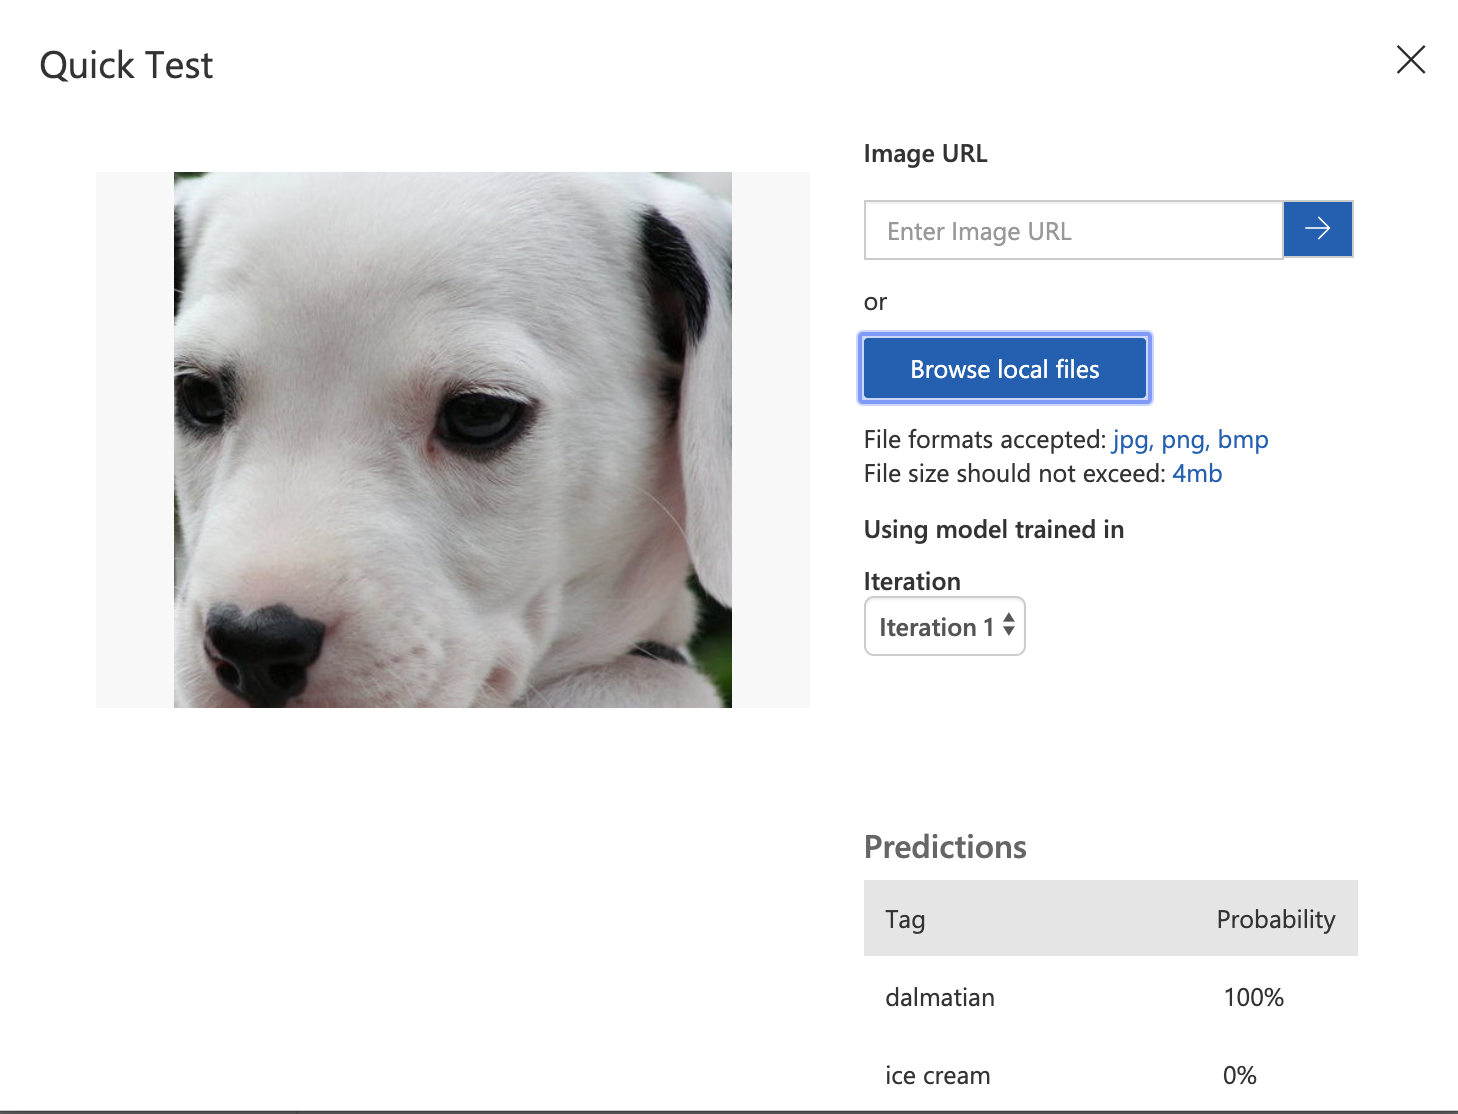 Quick Test
Image URL
Enter Image URL
or
Browse local files
File formats accepted: jpg, png, bmp
File size should not exceed: 4mb
Using model trained in
Iteration
Iteration 1
Predictions
Tag Probability
dalmatian 100%
ice cream 0%